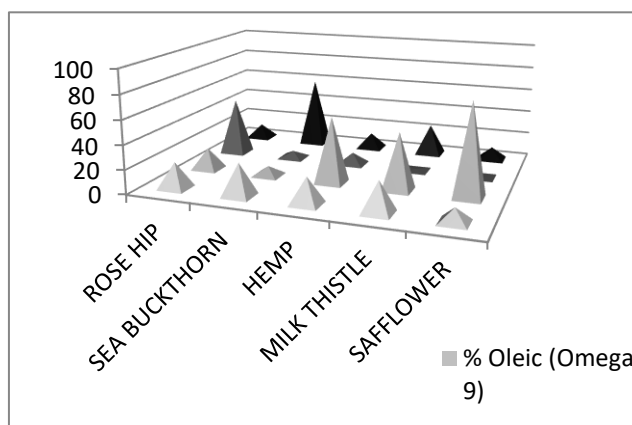 100
80
60
40
20
0
ROSE HIP
SEA BUCKTHORN
HEMP
MILK THISTLE
SAFFLOWER
% Oleic (Omega
9)